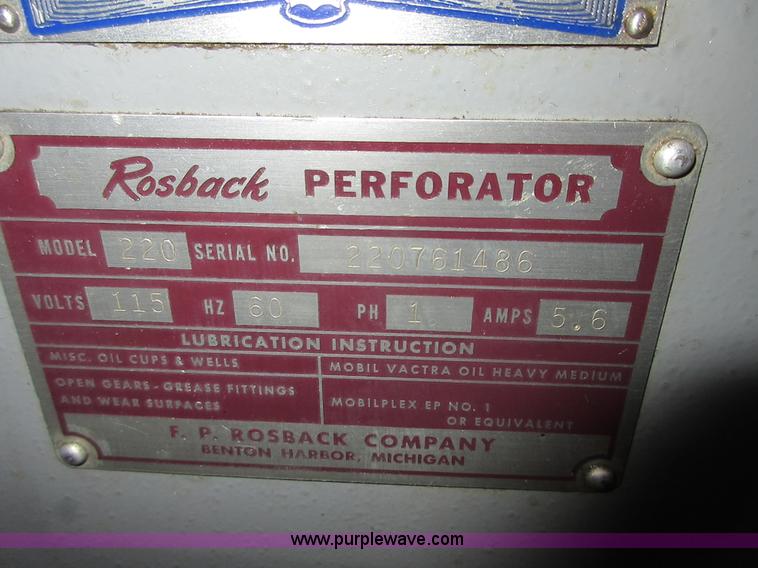 Rosback PERFORATOR
MODEL 220 SERIAL NO. 220761486
VOLTS 115 HZ 60 PH 1 AMPS 5.6
LUBRICATION INSTRUCTION
MISC. OIL CUPS & WELLS MOBIL VACTRA OIL HEAVY MEDIUM
OPEN GEARS - GREASE FITTINGS
AND WEAR SURFACES
MOBILPLEX EP NO. 1
OR EQUIVALENT
F. P. ROSBACK COMPANY
BENTON HARBOR, MICHIGAN
www.purplewave.com